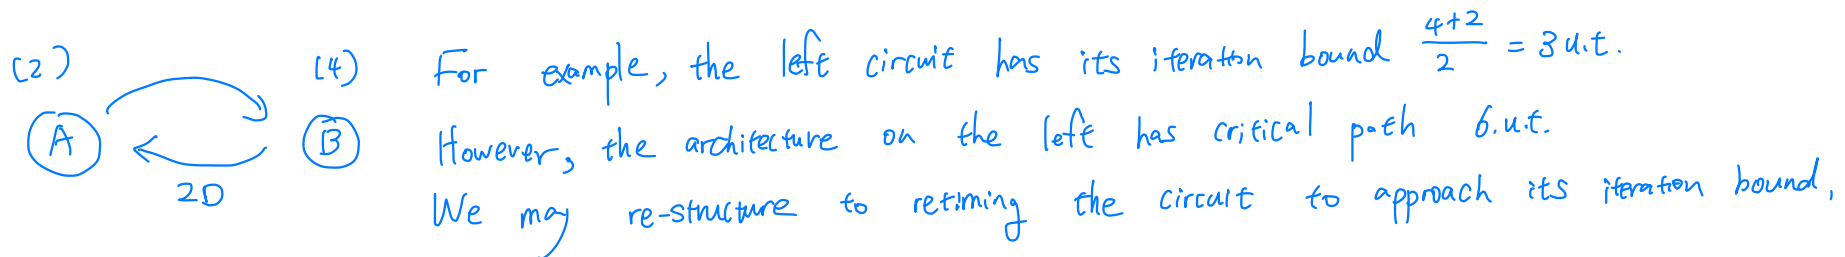 (2)
(4)
A
B
2D
For example, the left circuit has its iteration bound (4+2)/2 = 3 u.t.
However, the architecture on the left has critical path 6.u.t.
We may re-structure to retiming the circuit to approach its iteration bound,